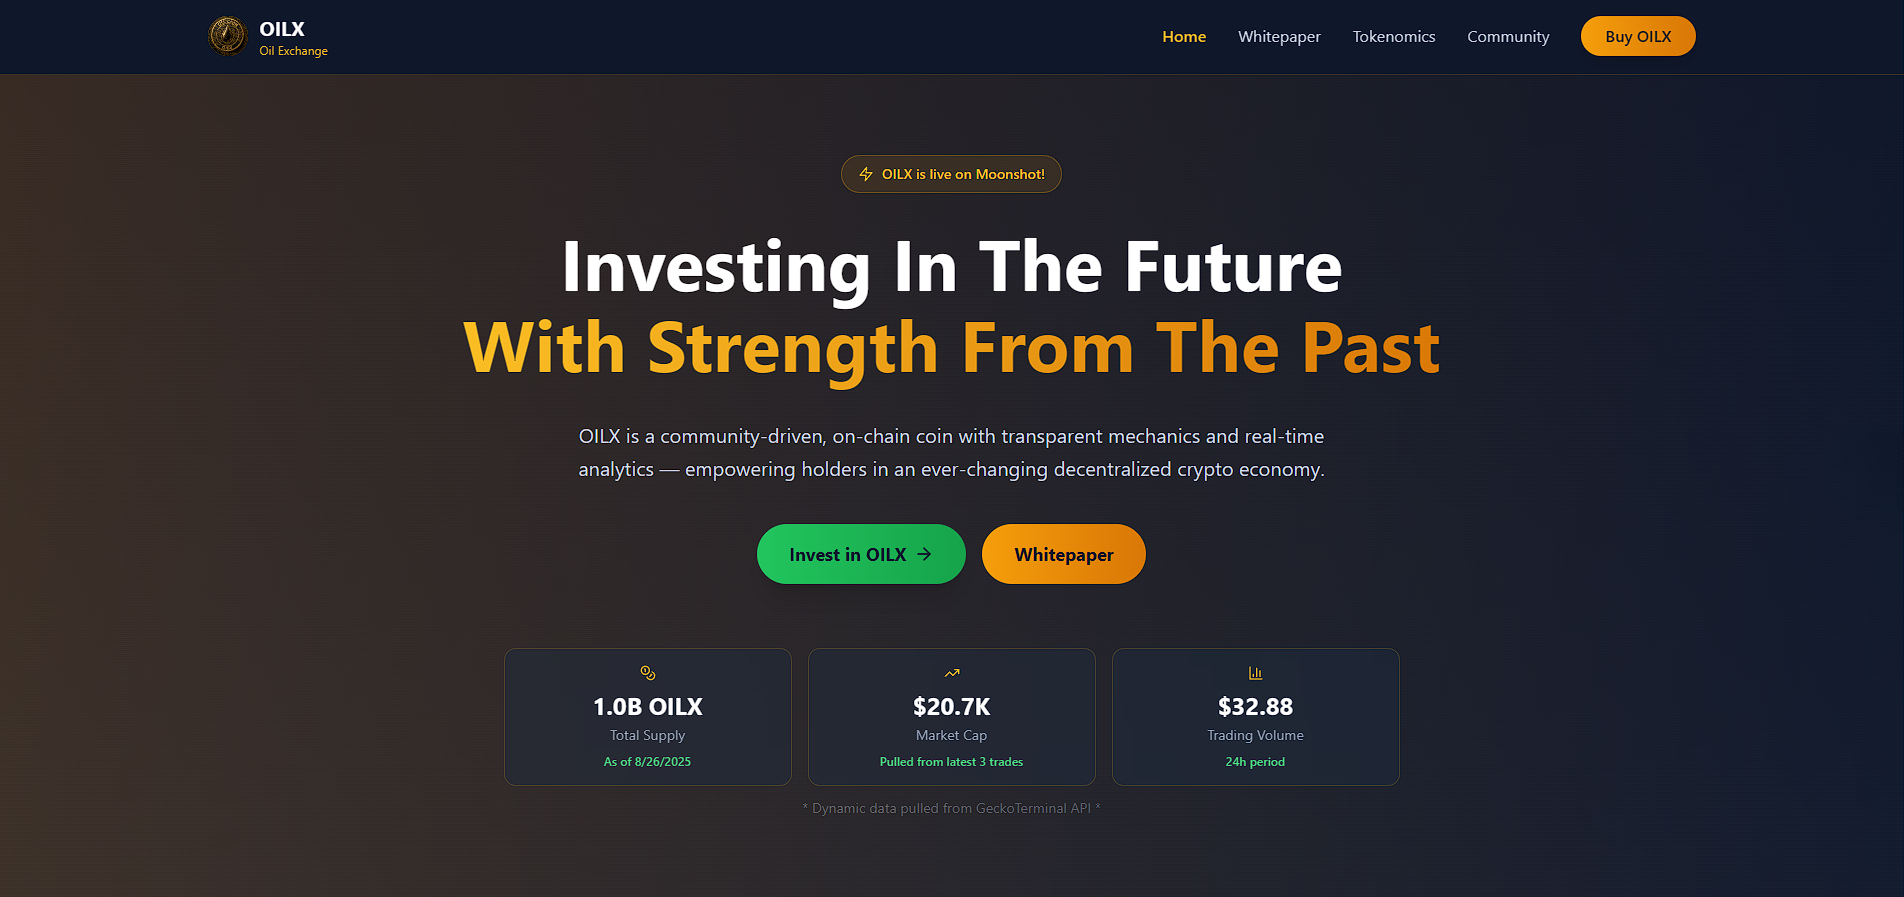 OILX
Oil Exchange
Home
Whitepaper
Tokenomics
Community
Buy OILX
OILX is live on Moonshot!
Investing In The Future
With Strength From The Past
OILX is a community-driven, on-chain coin with transparent mechanics and real-time
analytics — empowering holders in an ever-changing decentralized crypto economy.
Invest in OILX →
Whitepaper
1.0B OILX
Total Supply
As of 8/26/2025
$20.7K
Market Cap
Pulled from latest 3 trades
$32.88
Trading Volume
24h period
* Dynamic data pulled from GeckoTerminal API *